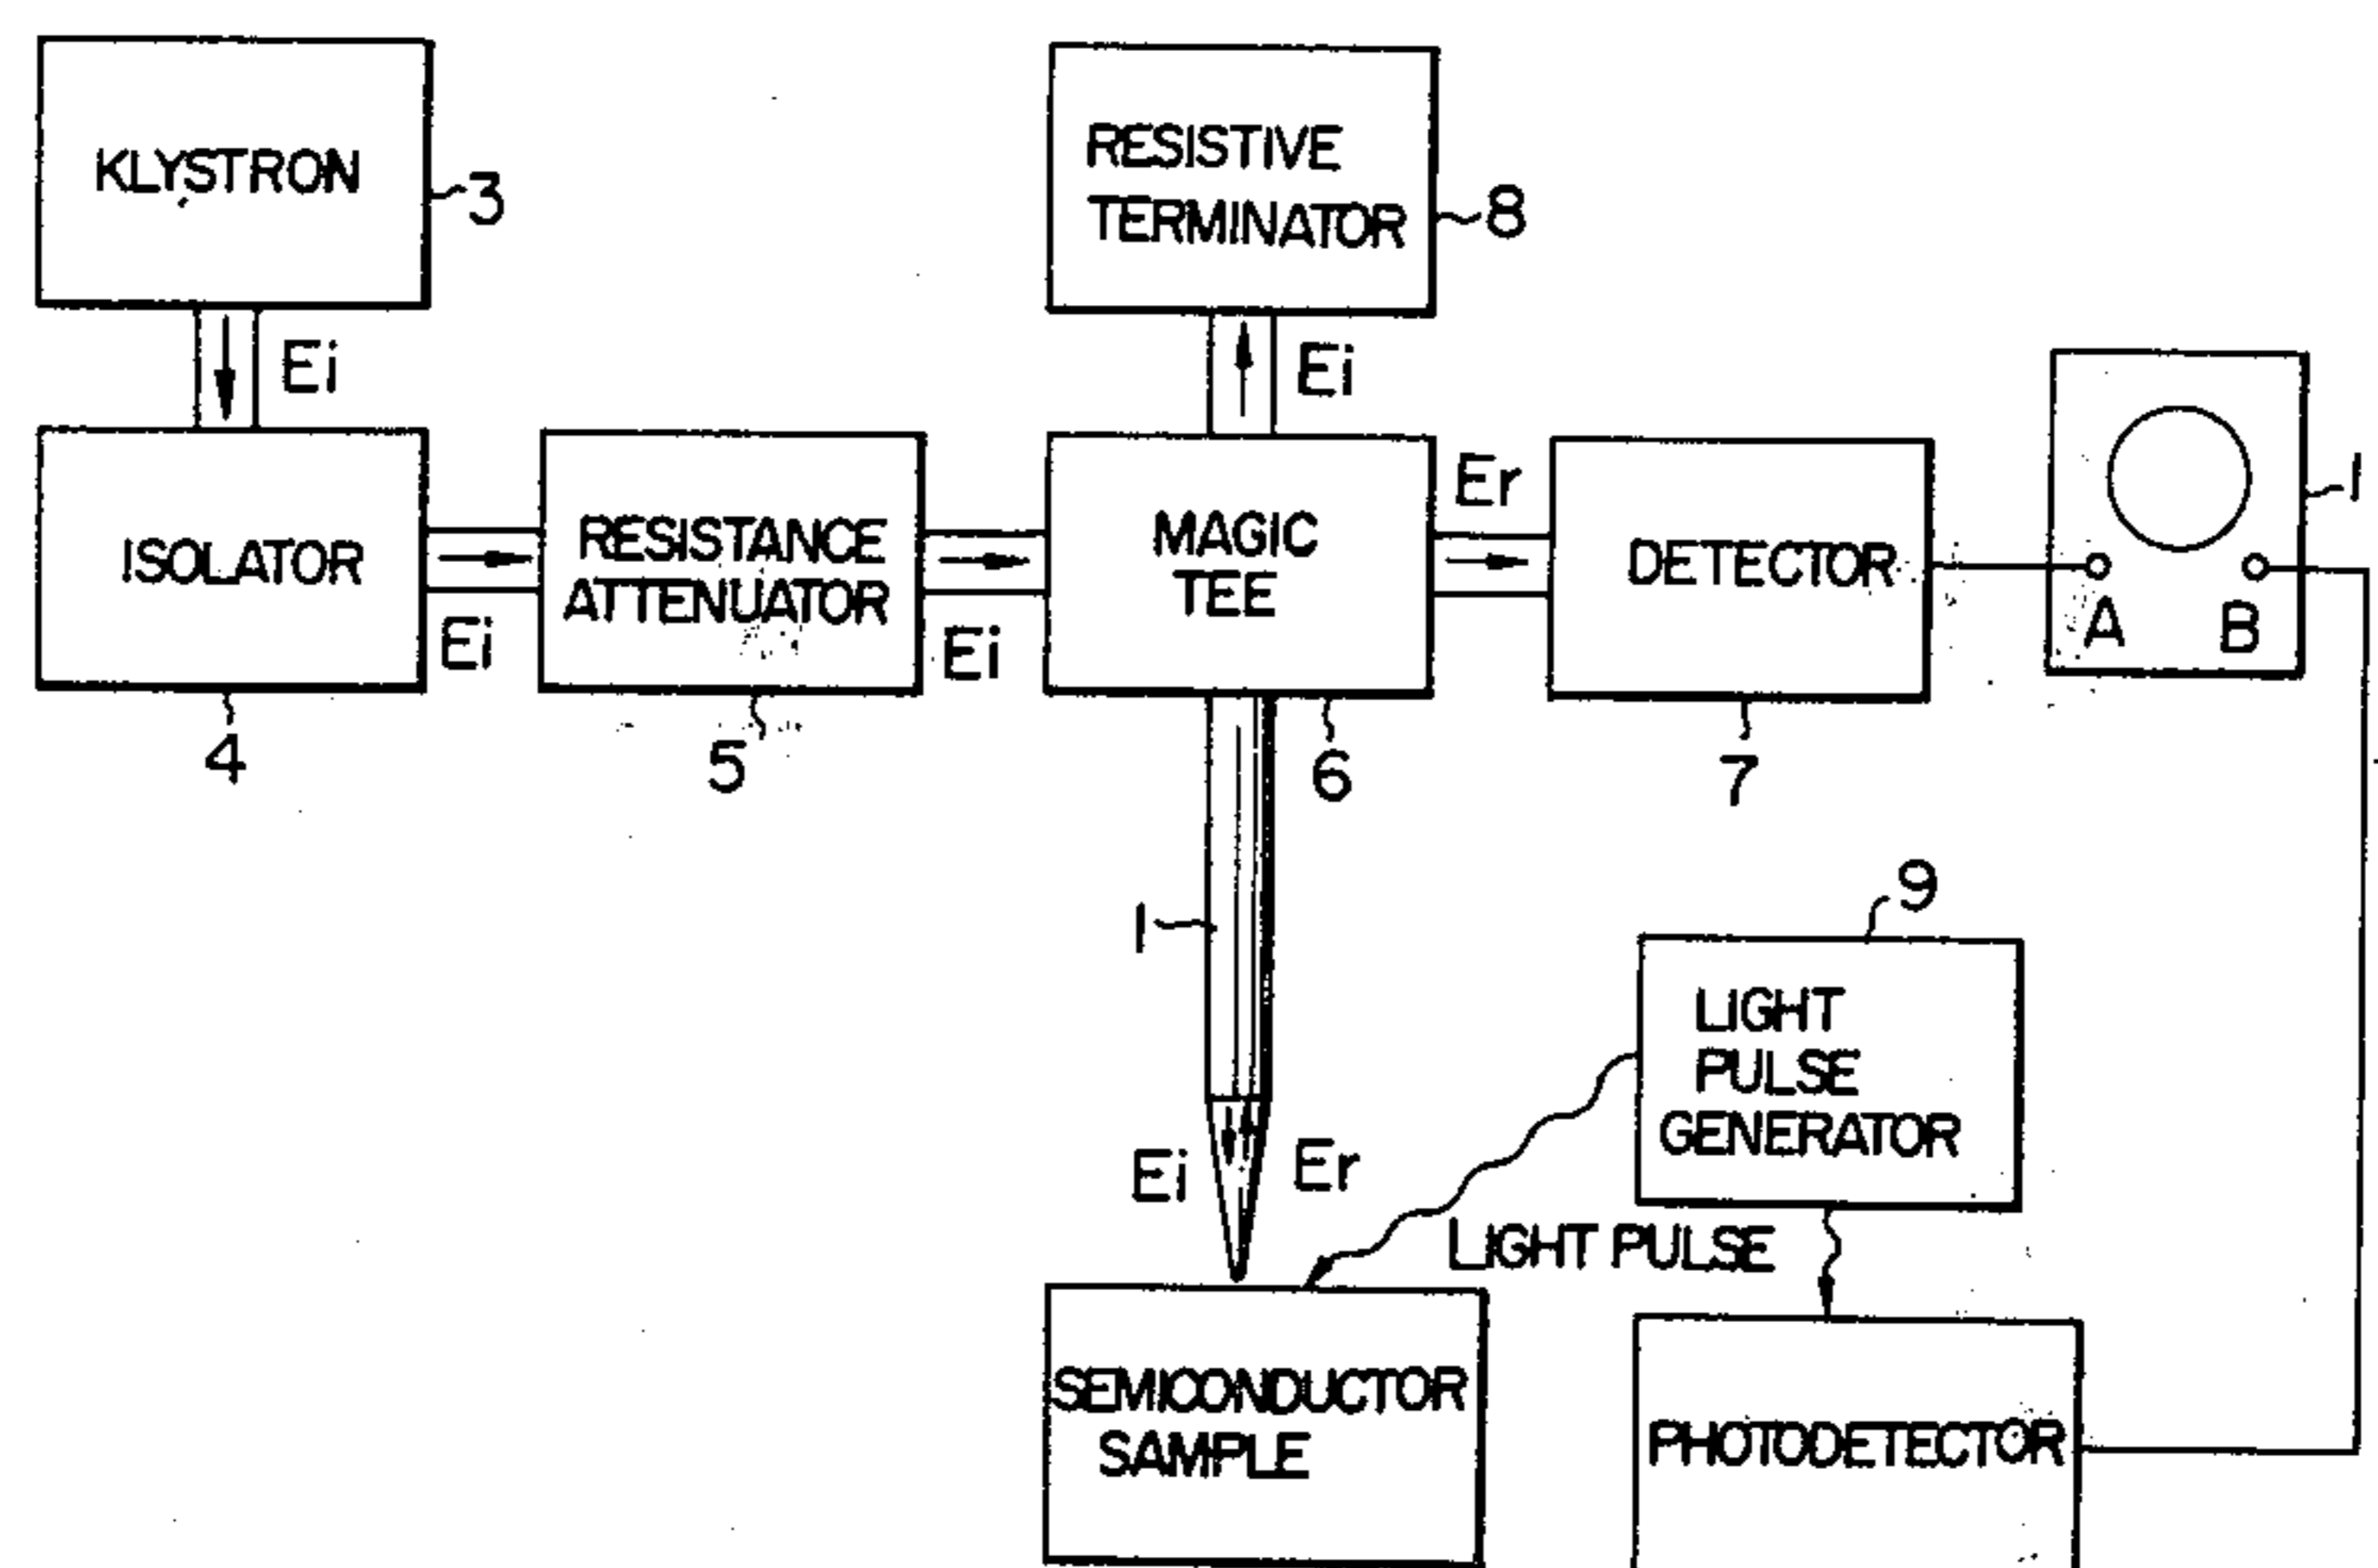 KLYSTRON
3
RESISTIVE
TERMINATOR
8
Ei
Ei
ISOLATOR
4
Ei
RESISTANCE
ATTENUATOR
5
Ei
MAGIC
TEE
6
Er
DETECTOR
7
A
B
1
1
9
LIGHT
PULSE
GENERATOR
Ei
Er
LIGHT PULSE
SEMICONDUCTOR
SAMPLE
PHOTODETECTOR